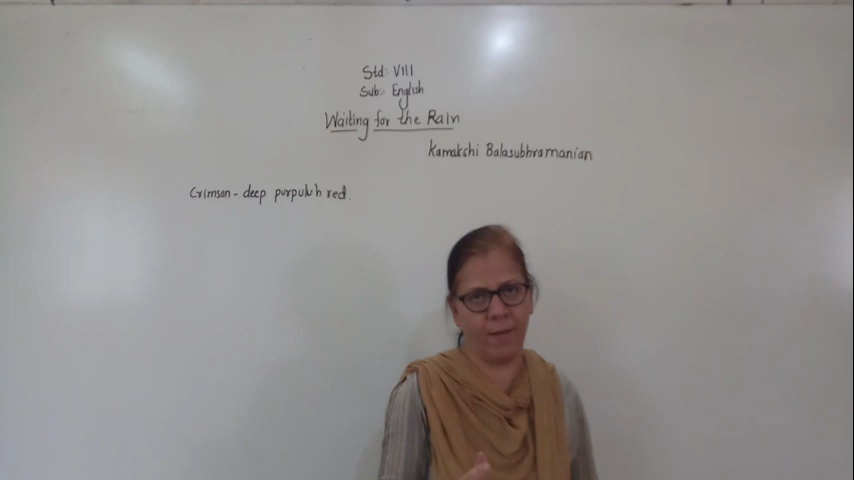 Std: VIII
Sub:- English
Waiting for the Rain
Kamakshi Balasubhramanian
Crimson - deep purpulish red.